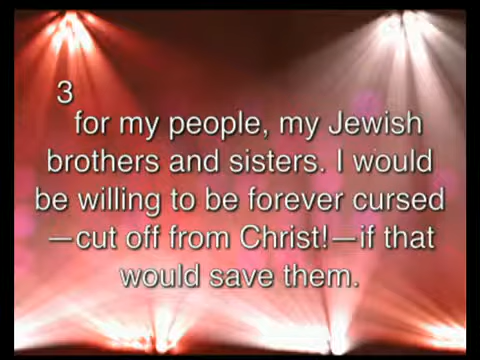 3
for my people, my Jewish
brothers and sisters. I would
be willing to be forever cursed
—cut off from Christ!—if that
would save them.